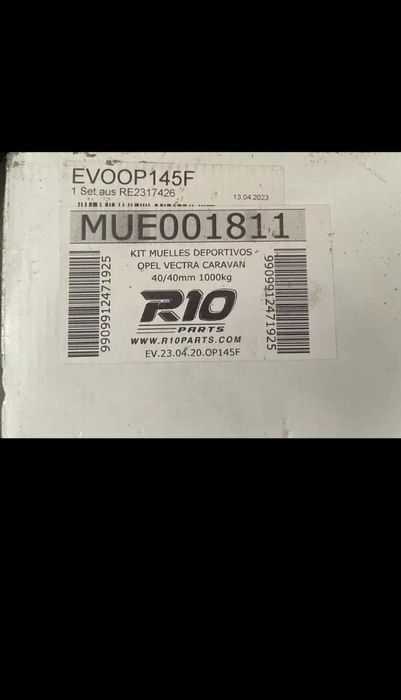 EVOOP145F
1 Set aus RE2317426
13.04.2023
MUE001811
KIT MUELLES DEPORTIVOS
OPEL VECTRA CARAVAN
40/40mm 1000kg
R10
PARTS
WWW.R10PARTS.COM
EV.23.04.20.OP145F
9909912471925
9909912471925